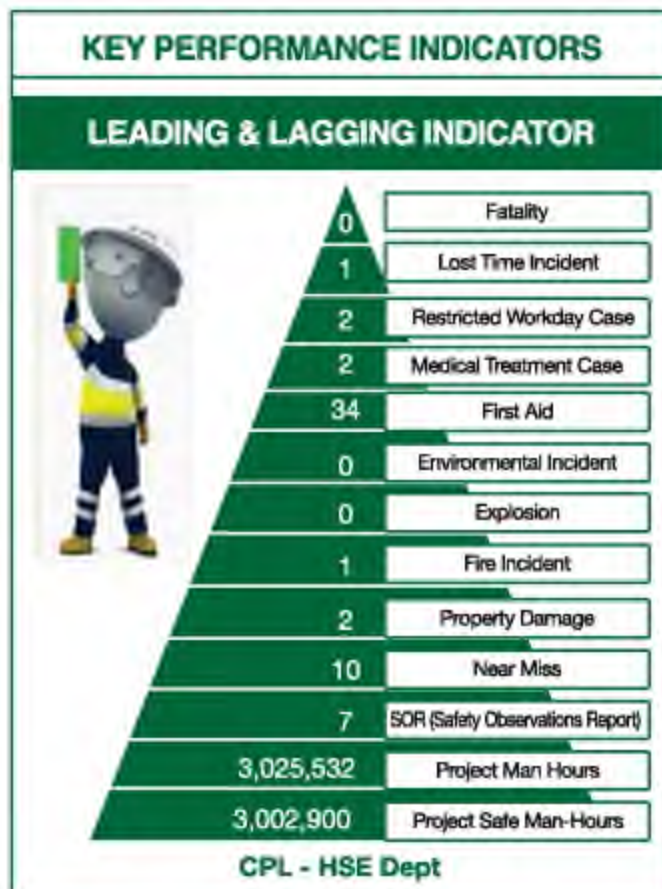 KEY PERFORMANCE INDICATORS
LEADING & LAGGING INDICATOR
0 Fatality
1 Lost Time Incident
2 Restricted Workday Case
2 Medical Treatment Case
34 First Aid
0 Environmental Incident
0 Explosion
1 Fire Incident
2 Property Damage
10 Near Miss
7 SOR (Safety Observations Report)
3,025,532 Project Man Hours
3,002,900 Project Safe Man-Hours
CPL - HSE Dept